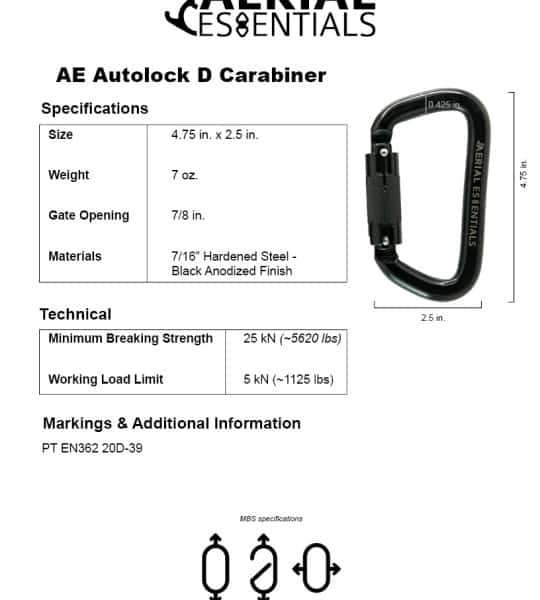 AERIAL
ESSENTIALS
AE Autolock D Carabiner
Specifications
Size 4.75 in. x 2.5 in.
Weight 7 oz.
Gate Opening 7/8 in.
Materials 7/16" Hardened Steel -
Black Anodized Finish
0.425 in.
AERIAL ESSENTIALS
4.75 in.
2.5 in.
Technical
Minimum Breaking Strength 25 kN (~5620 lbs)
Working Load Limit 5 kN (~1125 lbs)
Markings & Additional Information
PT EN362 20D-39
MBS specifications